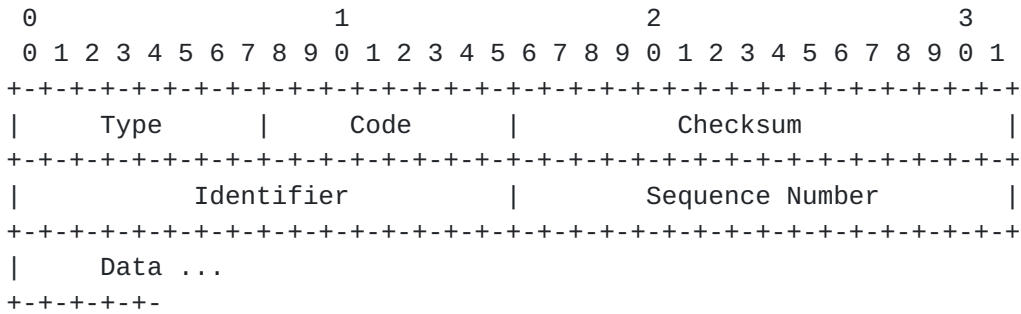 0                   1                   2                   3
 0 1 2 3 4 5 6 7 8 9 0 1 2 3 4 5 6 7 8 9 0 1 2 3 4 5 6 7 8 9 0 1
+-+-+-+-+-+-+-+-+-+-+-+-+-+-+-+-+-+-+-+-+-+-+-+-+-+-+-+-+-+-+-+-+
|     Type      |     Code      |          Checksum             |
+-+-+-+-+-+-+-+-+-+-+-+-+-+-+-+-+-+-+-+-+-+-+-+-+-+-+-+-+-+-+-+-+
|           Identifier          |        Sequence Number        |
+-+-+-+-+-+-+-+-+-+-+-+-+-+-+-+-+-+-+-+-+-+-+-+-+-+-+-+-+-+-+-+-+
|     Data ...
+-+-+-+-+-